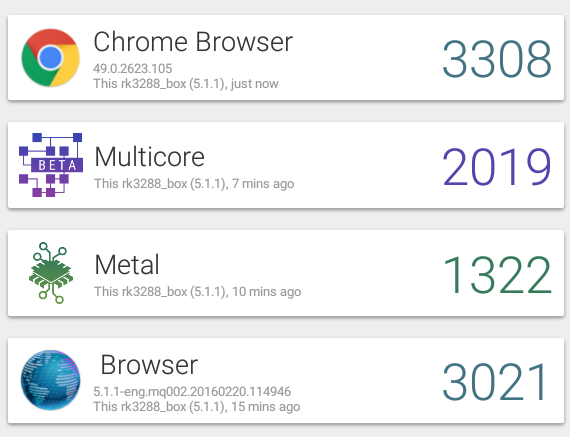 Chrome Browser
3308
49.0.2623.105
This rk3288_box (5.1.1), just now
BETA
Multicore
2019
This rk3288_box (5.1.1), 7 mins ago
Metal
1322
This rk3288_box (5.1.1), 10 mins ago
Browser
3021
5.1.1-eng.mq002.20160220.114946
This rk3288_box (5.1.1), 15 mins ago